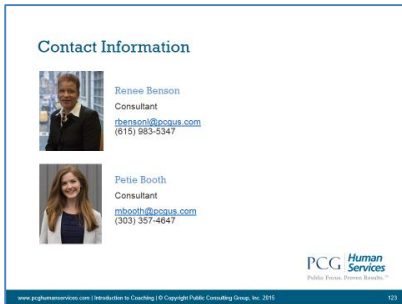 Contact Information
Renee Benson
Consultant
rbensonl@pcgus.com
(615) 983-5347
Petie Booth
Consultant
mbooth@pcgus.com
(303) 357-4647
PCG Human Services
Public Focus. Proven Results.™
www.pcghumanservices.com | Introduction to Coaching | © Copyright Public Consulting Group, Inc. 2015 123